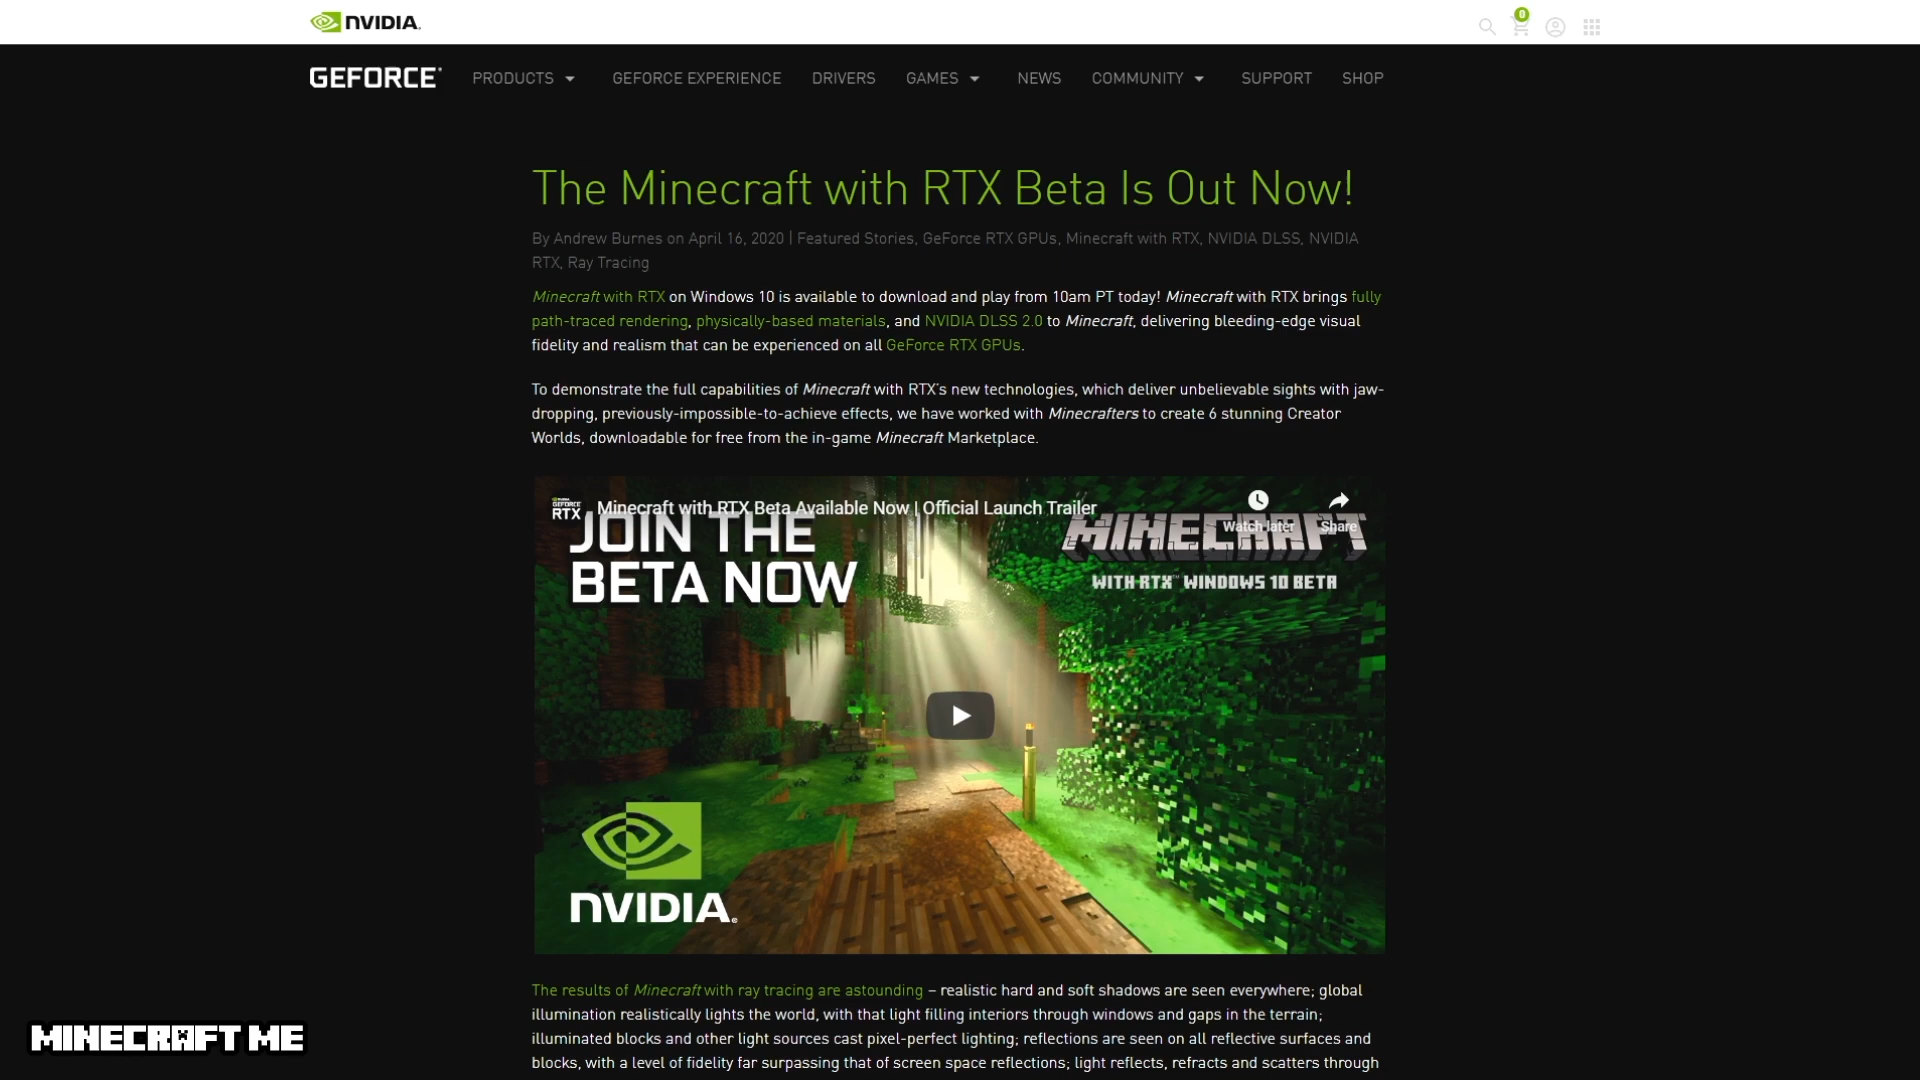 NVIDIA.
0
GEFORCE
PRODUCTS GEFORCE EXPERIENCE DRIVERS GAMES NEWS COMMUNITY SUPPORT SHOP
The Minecraft with RTX Beta Is Out Now!
By Andrew Burnes on April 16, 2020 | Featured Stories, GeForce RTX GPUs, Minecraft with RTX, NVIDIA DLSS, NVIDIA
RTX, Ray Tracing
Minecraft with RTX on Windows 10 is available to download and play from 10am PT today! Minecraft with RTX brings fully
path-traced rendering, physically-based materials, and NVIDIA DLSS 2.0 to Minecraft, delivering bleeding-edge visual
fidelity and realism that can be experienced on all GeForce RTX GPUs.
To demonstrate the full capabilities of Minecraft with RTX's new technologies, which deliver unbelievable sights with jaw-
dropping, previously-impossible-to-achieve effects, we have worked with Minecrafters to create 6 stunning Creator
Worlds, downloadable for free from the in-game Minecraft Marketplace.
GEFORCE
RTX
Minecraft with RTX Beta Available Now | Official Launch Trailer
Watch later
Share
JOIN THE
BETA NOW
MINECRAFT
WITH RTX™ WINDOWS 10 BETA
NVIDIA.
The results of Minecraft with ray tracing are astounding – realistic hard and soft shadows are seen everywhere; global
illumination realistically lights the world, with that light filling interiors through windows and gaps in the terrain;
illuminated blocks and other light sources cast pixel-perfect lighting; reflections are seen on all reflective surfaces and
blocks, with a level of fidelity far surpassing that of screen space reflections; light reflects, refracts and scatters through
MINECRAFT ME